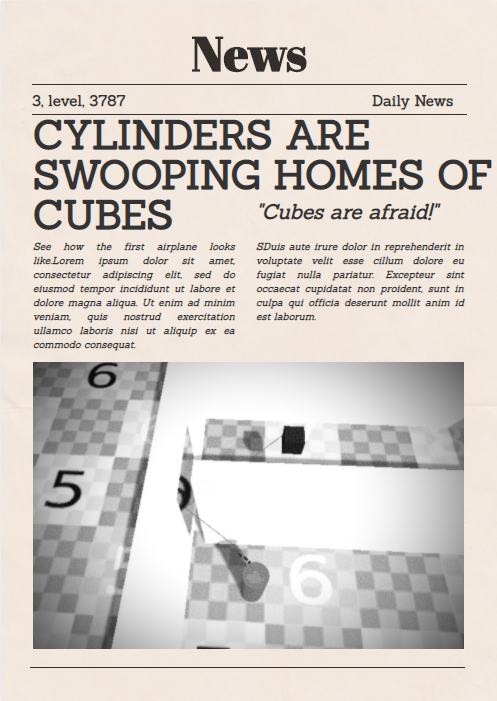 News
3, level, 3787
Daily News
CYLINDERS ARE
SWOOPING HOMES OF
CUBES
"Cubes are afraid!"
See how the first airplane looks
like.Lorem ipsum dolor sit amet,
consectetur adipiscing elit, sed do
eiusmod tempor incididunt ut labore et
dolore magna aliqua. Ut enim ad minim
veniam, quis nostrud exercitation
ullamco laboris nisi ut aliquip ex ea
commodo consequat.
SDuis aute irure dolor in reprehenderit in
voluptate velit esse cillum dolore eu
fugiat nulla pariatur. Excepteur sint
occaecat cupidatat non proident, sunt in
culpa qui officia deserunt mollit anim id
est laborum.
6
5
6